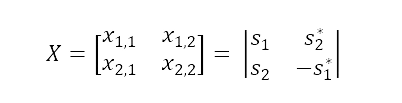 X = [x₁,₁ x₁,₂; x₂,₁ x₂,₂] = |s₁ s₂*; s₂ −s₁*|